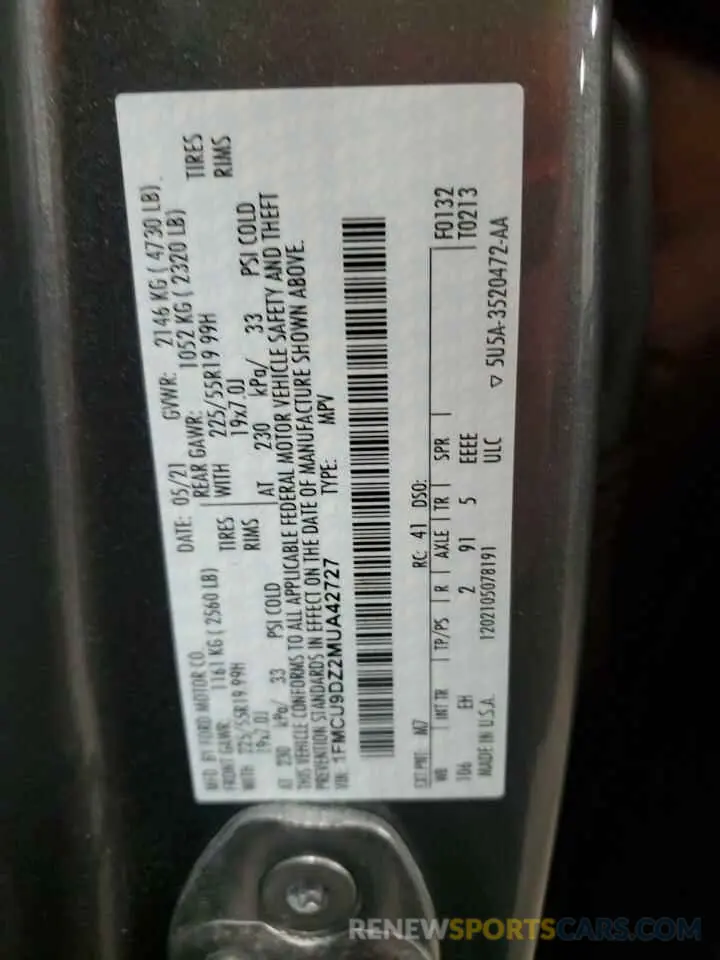 MFD. BY FORD MOTOR CO.
DATE: 05/21 GVWR: 2146 KG ( 4730 LB)
FRONT GAWR: 1161 KG ( 2560 LB) REAR GAWR: 1052 KG ( 2320 LB)
WITH 225/55R19 99H TIRES WITH 225/55R19 99H TIRES
19x7.0J RIMS 19x7.0J RIMS
AT 230 kPa/ 33 PSI COLD AT 230 kPa/ 33 PSI COLD
THIS VEHICLE CONFORMS TO ALL APPLICABLE FEDERAL MOTOR VEHICLE SAFETY AND THEFT
PREVENTION STANDARDS IN EFFECT ON THE DATE OF MANUFACTURE SHOWN ABOVE.
VIN: 1FMCU9DZ2MUA42727 TYPE: MPV
EXT PNT: M7 RC: 41 DSO:
WB INT TR TP/PS R AXLE TR SPR F0132
106 EH 2 91 5 EEEE T0213
MADE IN U.S.A. 1202105078191 ULC ▽ 5U5A-3520472-AA
RENEWSPORTSCARS.COM